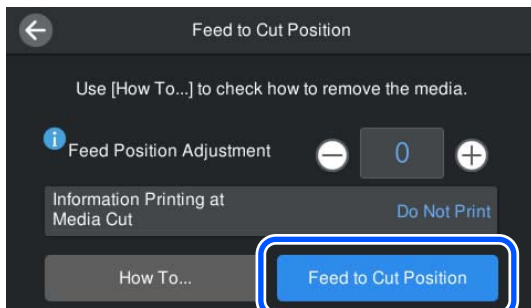 Feed to Cut Position
Use [How To...] to check how to remove the media.
Feed Position Adjustment
0
Information Printing at
Media Cut
Do Not Print
How To...
Feed to Cut Position